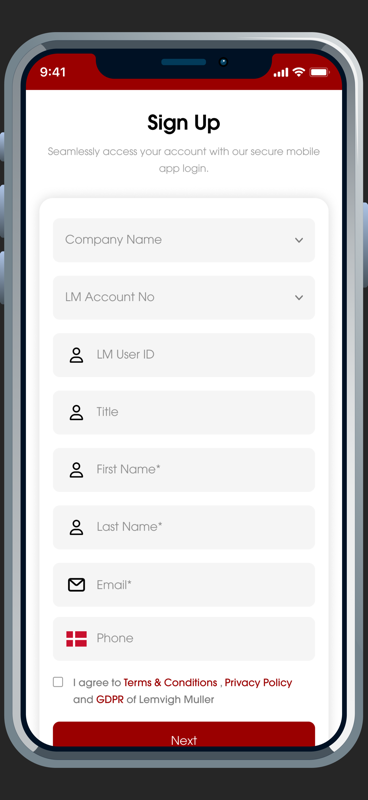 9:41
Sign Up
Seamlessly access your account with our secure mobile
app login.
Company Name
LM Account No
LM User ID
Title
First Name*
Last Name*
Email*
Phone
I agree to Terms & Conditions , Privacy Policy
and GDPR of Lemvigh Muller
Next